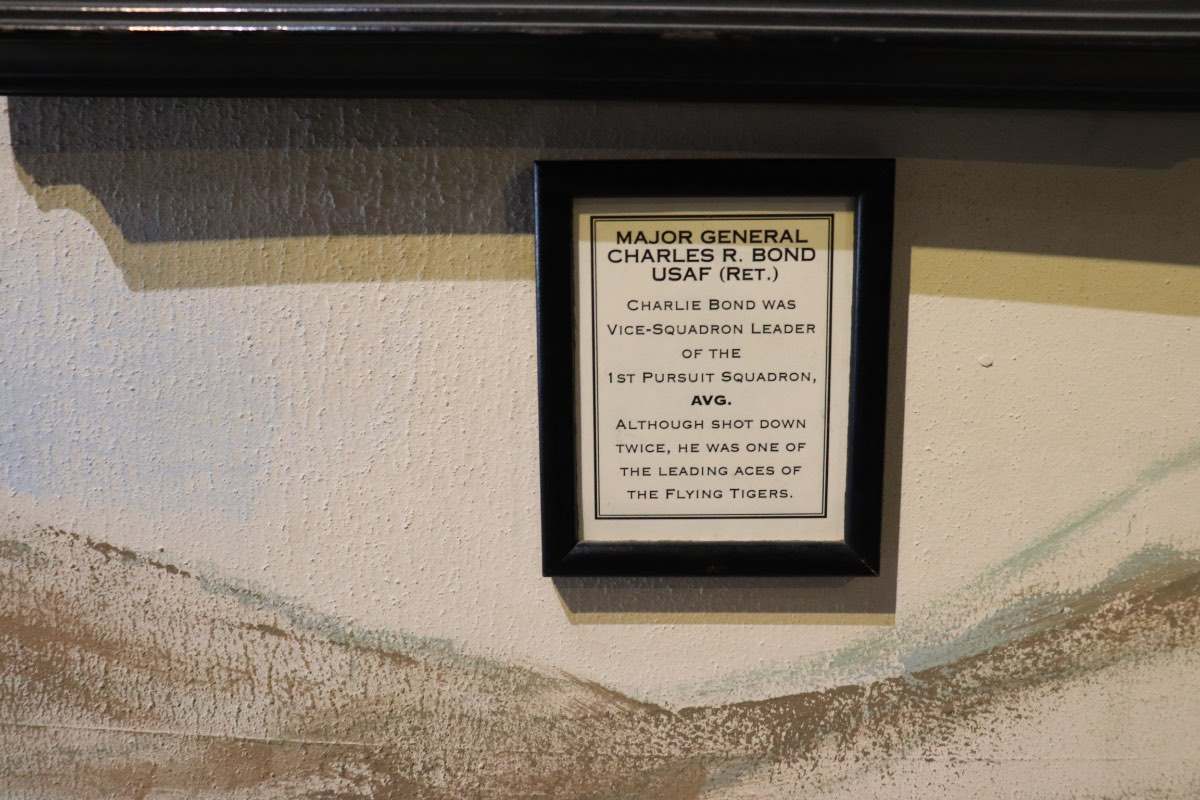 MAJOR GENERAL
CHARLES R. BOND
USAF (RET.)
CHARLIE BOND WAS
VICE-SQUADRON LEADER
OF THE
1ST PURSUIT SQUADRON,
AVG.
ALTHOUGH SHOT DOWN
TWICE, HE WAS ONE OF
THE LEADING ACES OF
THE FLYING TIGERS.